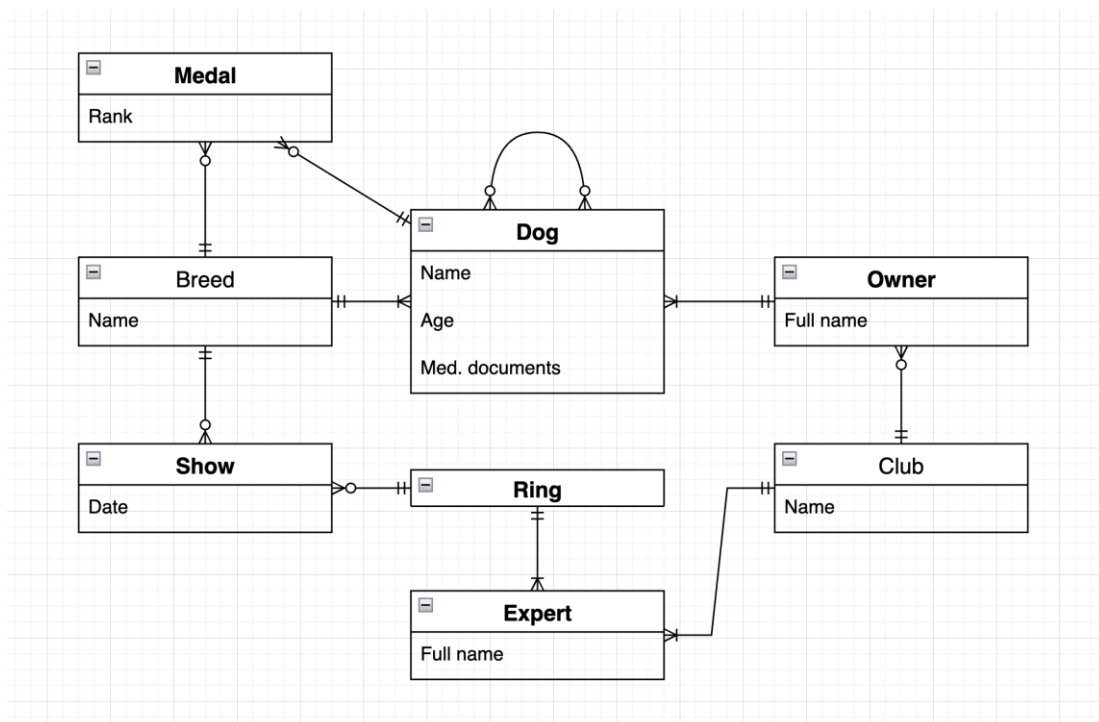 Medal
Rank
Dog
Name
Age
Med. documents
Breed
Name
Owner
Full name
Show
Date
Ring
Club
Name
Expert
Full name